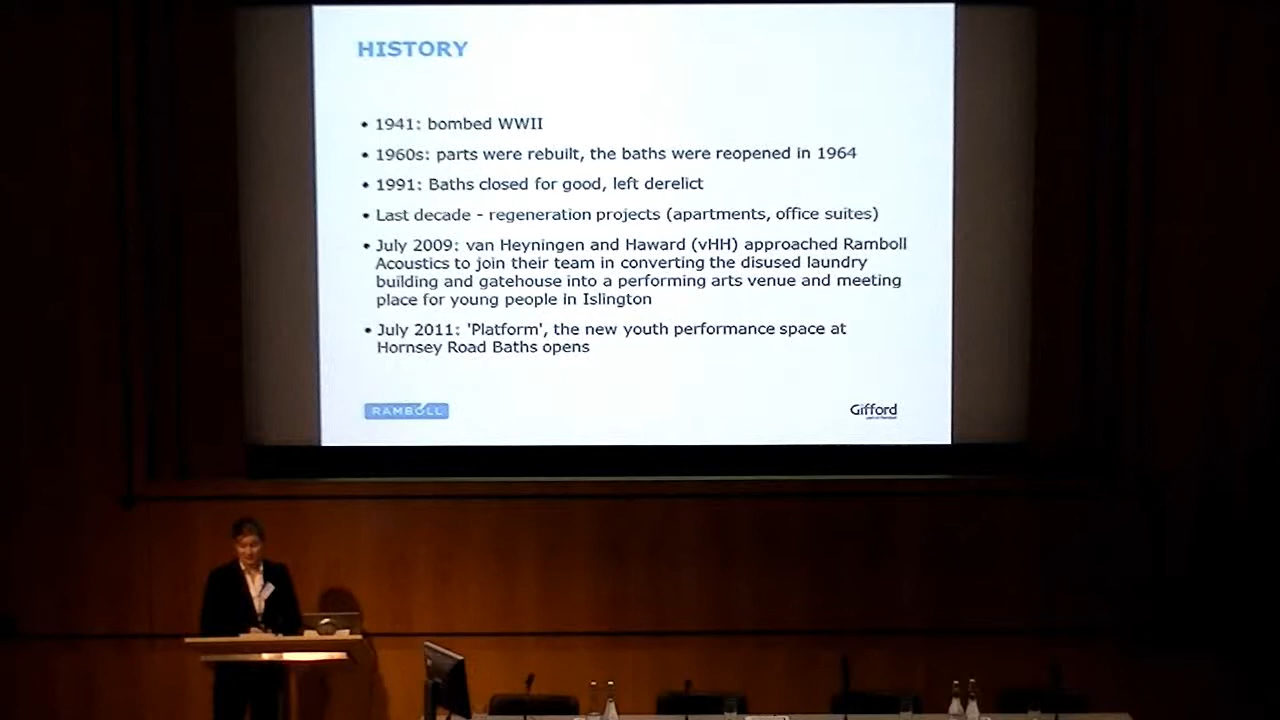 HISTORY
• 1941: bombed WWII
• 1960s: parts were rebuilt, the baths were reopened in 1964
• 1991: Baths closed for good, left derelict
• Last decade - regeneration projects (apartments, office suites)
• July 2009: van Heyningen and Haward (vHH) approached Ramboll
Acoustics to join their team in converting the disused laundry
building and gatehouse into a performing arts venue and meeting
place for young people in Islington
• July 2011: 'Platform', the new youth performance space at
Hornsey Road Baths opens
RAMBOLL
Gifford